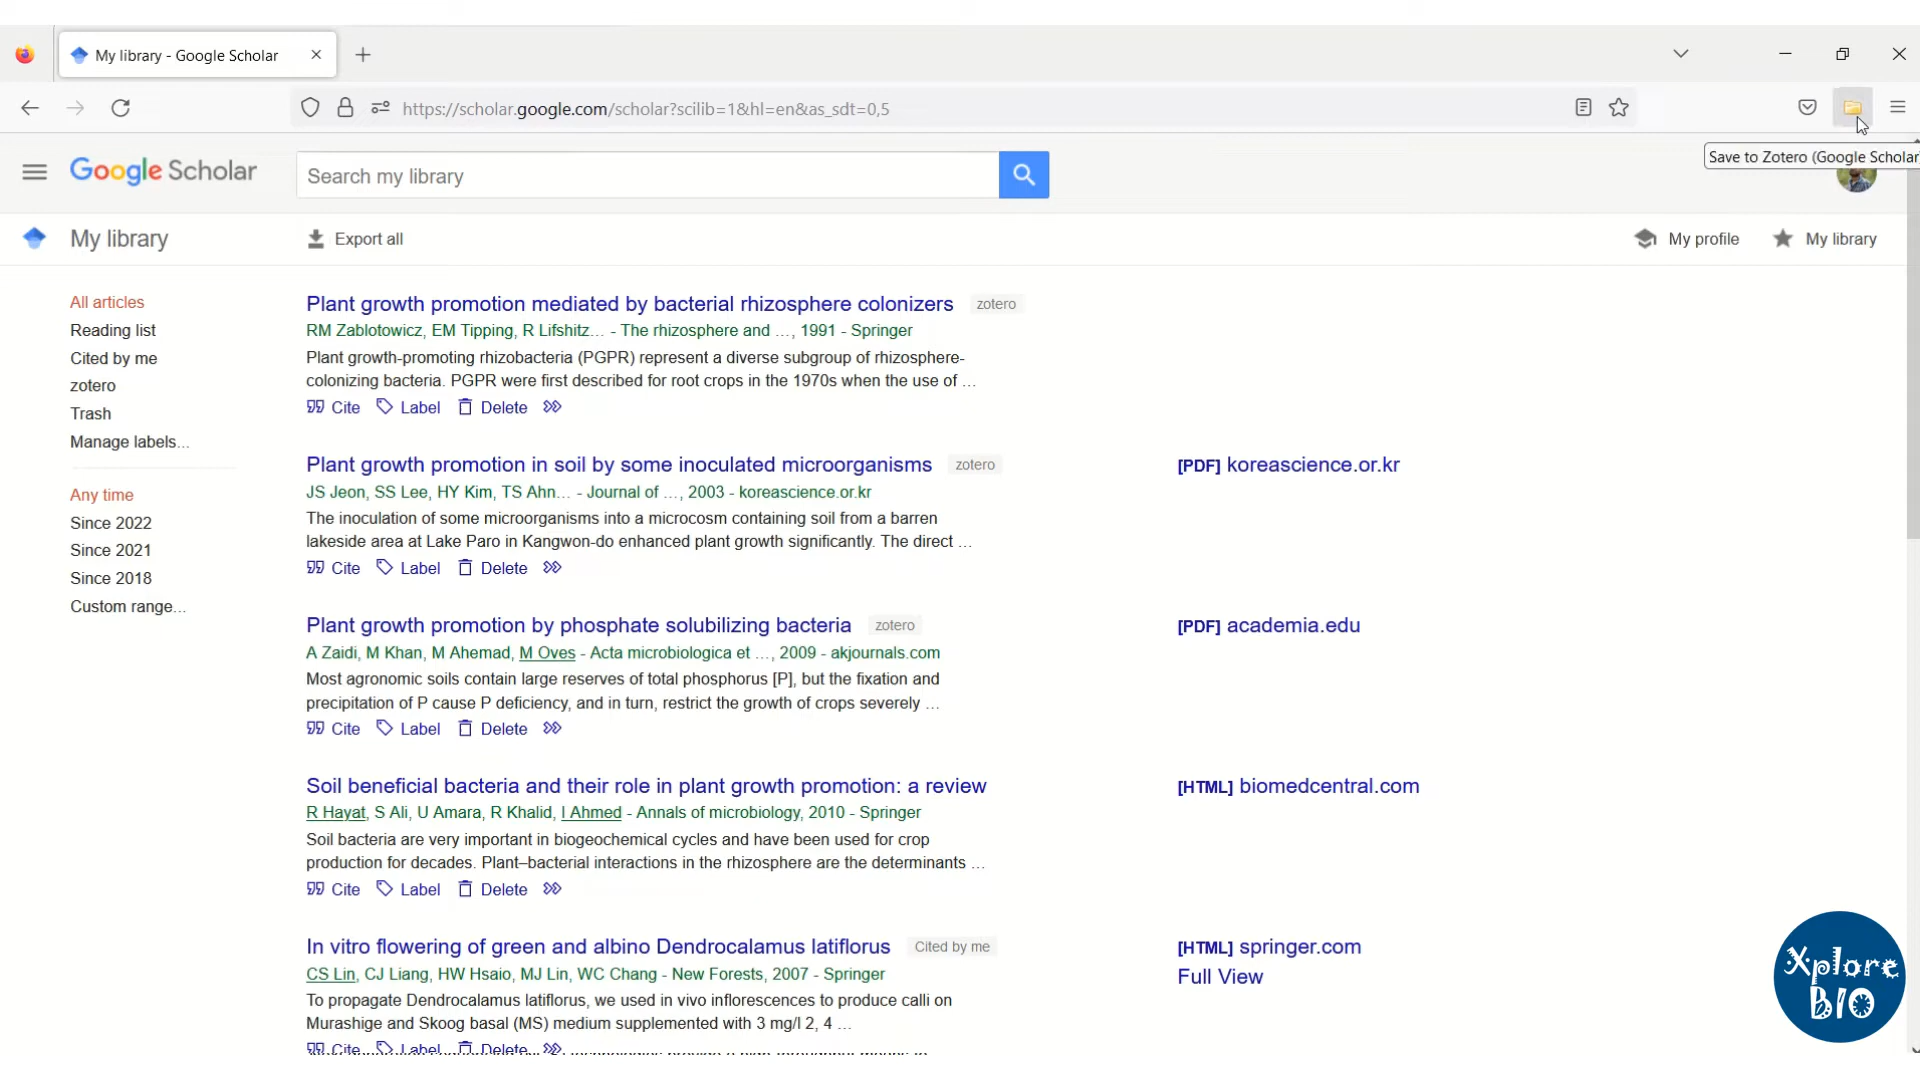 My library - Google Scholar
https://scholar.google.com/scholar?scilib=1&hl=en&as_sdt=0,5
Save to Zotero (Google Scholar
Google Scholar
Search my library
My library
Export all
My profile
My library
All articles
Reading list
Cited by me
zotero
Trash
Manage labels...
Any time
Since 2022
Since 2021
Since 2018
Custom range...
Plant growth promotion mediated by bacterial rhizosphere colonizers zotero
RM Zablotowicz, EM Tipping, R Lifshitz… - The rhizosphere and …, 1991 - Springer
Plant growth-promoting rhizobacteria (PGPR) represent a diverse subgroup of rhizosphere-
colonizing bacteria. PGPR were first described for root crops in the 1970s when the use of …
Cite Label Delete
Plant growth promotion in soil by some inoculated microorganisms zotero
[PDF] koreascience.or.kr
JS Jeon, SS Lee, HY Kim, TS Ahn… - Journal of …, 2003 - koreascience.or.kr
The inoculation of some microorganisms into a microcosm containing soil from a barren
lakeside area at Lake Paro in Kangwon-do enhanced plant growth significantly. The direct …
Cite Label Delete
Plant growth promotion by phosphate solubilizing bacteria zotero
[PDF] academia.edu
A Zaidi, M Khan, M Ahemad, M Oves - Acta microbiologica et …, 2009 - akjournals.com
Most agronomic soils contain large reserves of total phosphorus [P], but the fixation and
precipitation of P cause P deficiency, and in turn, restrict the growth of crops severely …
Cite Label Delete
Soil beneficial bacteria and their role in plant growth promotion: a review
[HTML] biomedcentral.com
R Hayat, S Ali, U Amara, R Khalid, I Ahmed - Annals of microbiology, 2010 - Springer
Soil bacteria are very important in biogeochemical cycles and have been used for crop
production for decades. Plant–bacterial interactions in the rhizosphere are the determinants …
Cite Label Delete
In vitro flowering of green and albino Dendrocalamus latiflorus Cited by me
[HTML] springer.com
CS Lin, CJ Liang, HW Hsaio, MJ Lin, WC Chang - New Forests, 2007 - Springer
Full View
To propagate Dendrocalamus latiflorus, we used in vivo inflorescences to produce calli on
Murashige and Skoog basal (MS) medium supplemented with 3 mg/l 2, 4 …
Cite Label Delete
Xplore
BIO